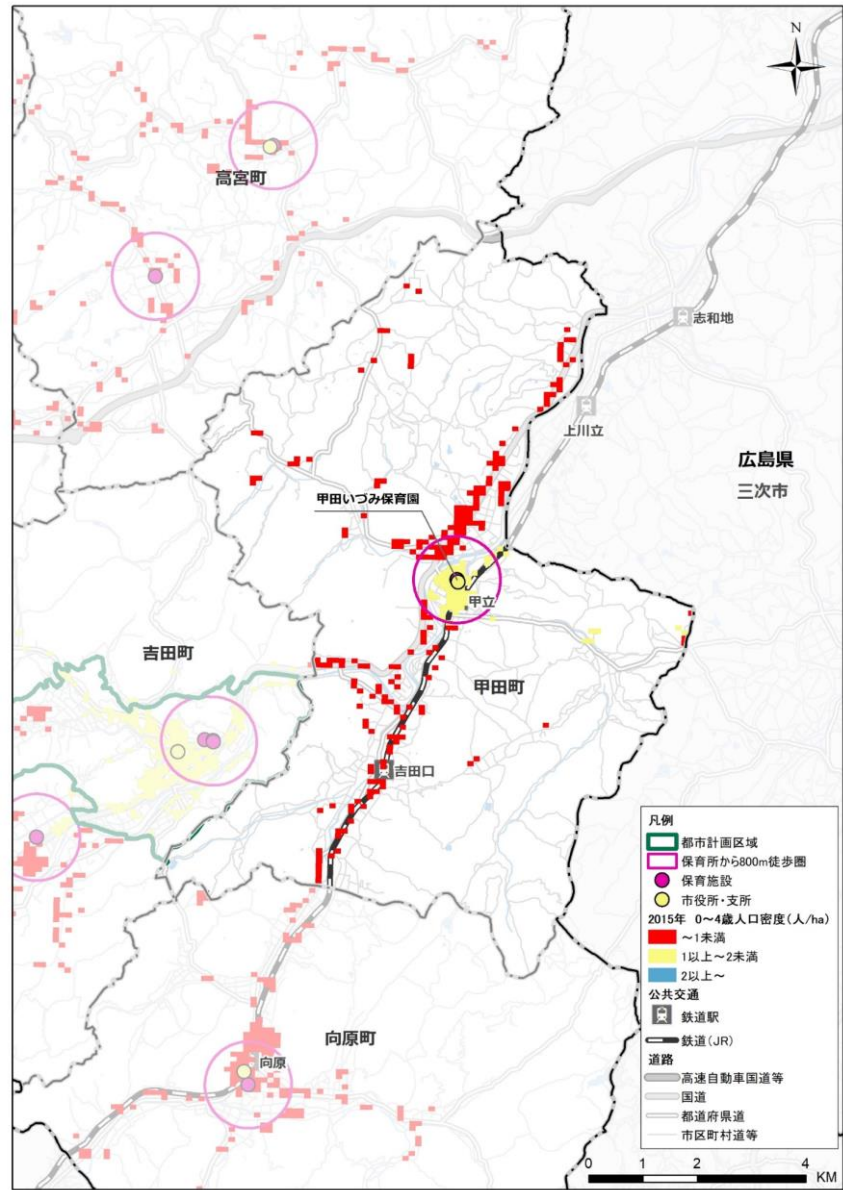 N
高宮町
志和地
上川立
広島県
三次市
甲田いづみ保育園
甲立
吉田町
甲田町
吉田口
向原町
向原
凡例
都市計画区域
保育所から800m徒歩圏
保育施設
市役所・支所
2015年 0～4歳人口密度(人/ha)
～1未満
1以上～2未満
2以上～
公共交通
鉄道駅
鉄道(JR)
道路
高速自動車国道等
国道
都道府県道
市区町村道等
0 1 2 4
KM